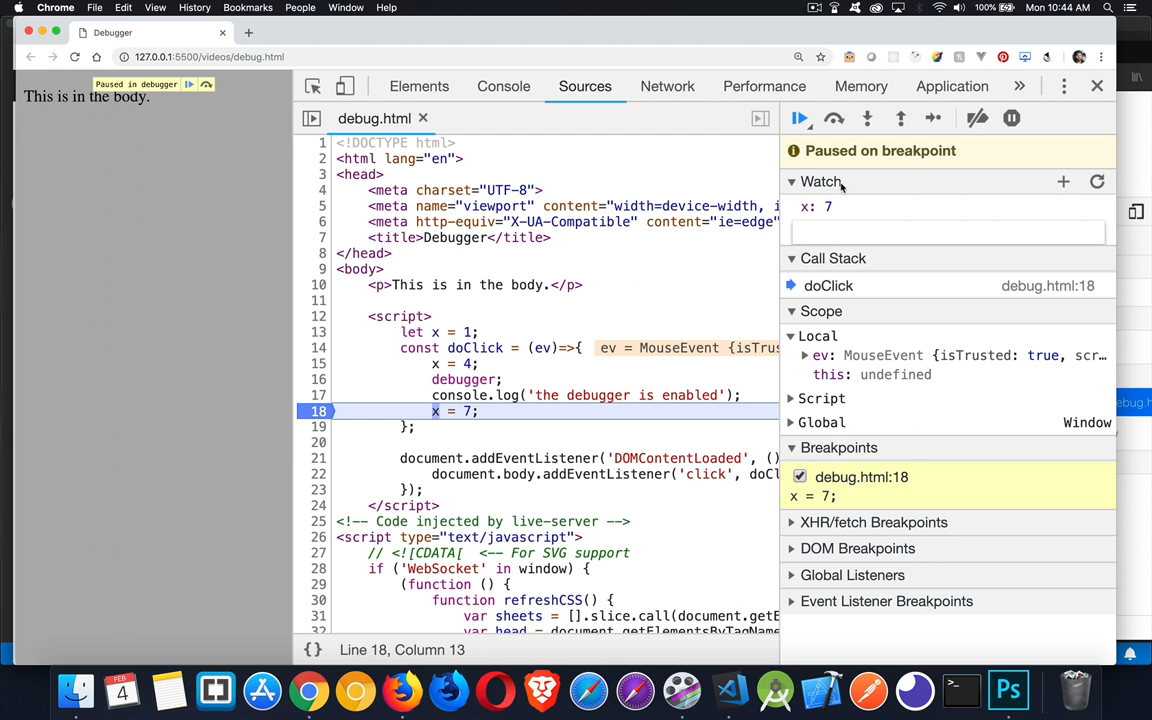 Chrome File Edit View History Bookmarks People Window Help 100% Mon 10:44 AM
Debugger
127.0.0.1:5500/videos/debug.html
Paused in debugger
This is in the body.
Elements Console Sources Network Performance Memory Application
debug.html
1 <!DOCTYPE html>
2 <html lang="en">
3 <head>
4 <meta charset="UTF-8">
5 <meta name="viewport" content="width=device-width, i
6 <meta http-equiv="X-UA-Compatible" content="ie=edge"
7 <title>Debugger</title>
8 </head>
9 <body>
10 <p>This is in the body.</p>
11
12 <script>
13 let x = 1;
14 const doClick = (ev)=>{ ev = MouseEvent {isTrus
15 x = 4;
16 debugger;
17 console.log('the debugger is enabled');
18 x = 7;
19 };
20
21 document.addEventListener('DOMContentLoaded', ()
22 document.body.addEventListener('click', doCl
23 });
24 </script>
25 <!-- Code injected by live-server -->
26 <script type="text/javascript">
27 // <![CDATA[ <-- For SVG support
28 if ('WebSocket' in window) {
29 (function () {
30 function refreshCSS() {
31 var sheets = [].slice.call(document.getE
32 var head = document.getElementsByTagName
{} Line 18, Column 13
Paused on breakpoint
Watch
x: 7
Call Stack
doClick debug.html:18
Scope
Local
ev: MouseEvent {isTrusted: true, scr…
this: undefined
Script
Global Window
Breakpoints
debug.html:18
x = 7;
XHR/fetch Breakpoints
DOM Breakpoints
Global Listeners
Event Listener Breakpoints
ebug.h
FEB
4
Ps